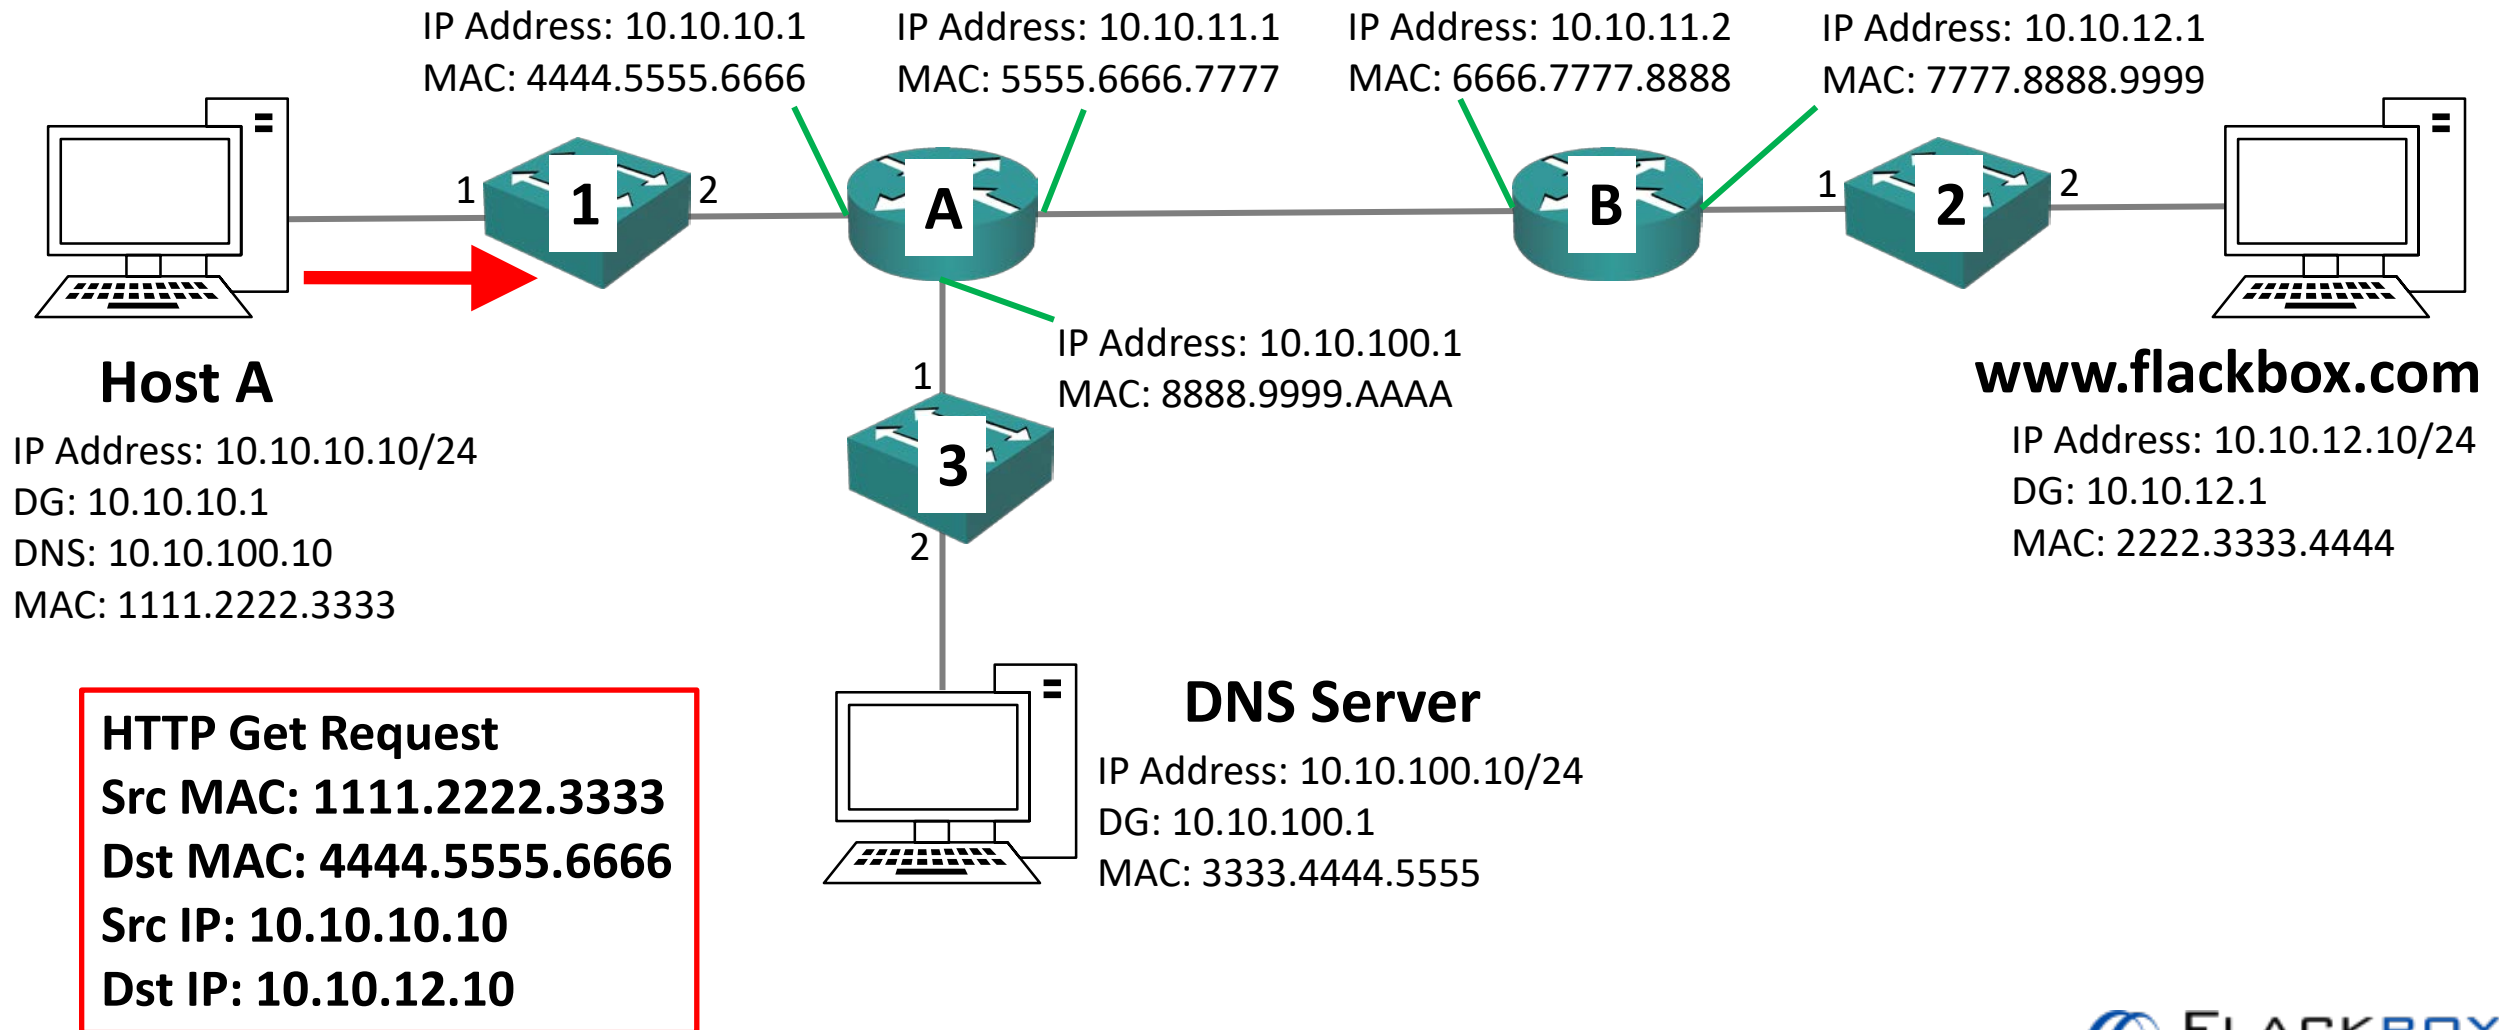 IP Address: 10.10.10.1
MAC: 4444.5555.6666
IP Address: 10.10.11.1
MAC: 5555.6666.7777
IP Address: 10.10.11.2
MAC: 6666.7777.8888
IP Address: 10.10.12.1
MAC: 7777.8888.9999
1
1
2
A
B
1
2
2
Host A
IP Address: 10.10.10.10/24
DG: 10.10.10.1
DNS: 10.10.100.10
MAC: 1111.2222.3333
IP Address: 10.10.100.1
MAC: 8888.9999.AAAA
1
3
2
www.flackbox.com
IP Address: 10.10.12.10/24
DG: 10.10.12.1
MAC: 2222.3333.4444
HTTP Get Request
Src MAC: 1111.2222.3333
Dst MAC: 4444.5555.6666
Src IP: 10.10.10.10
Dst IP: 10.10.12.10
DNS Server
IP Address: 10.10.100.10/24
DG: 10.10.100.1
MAC: 3333.4444.5555
FLACKBOX